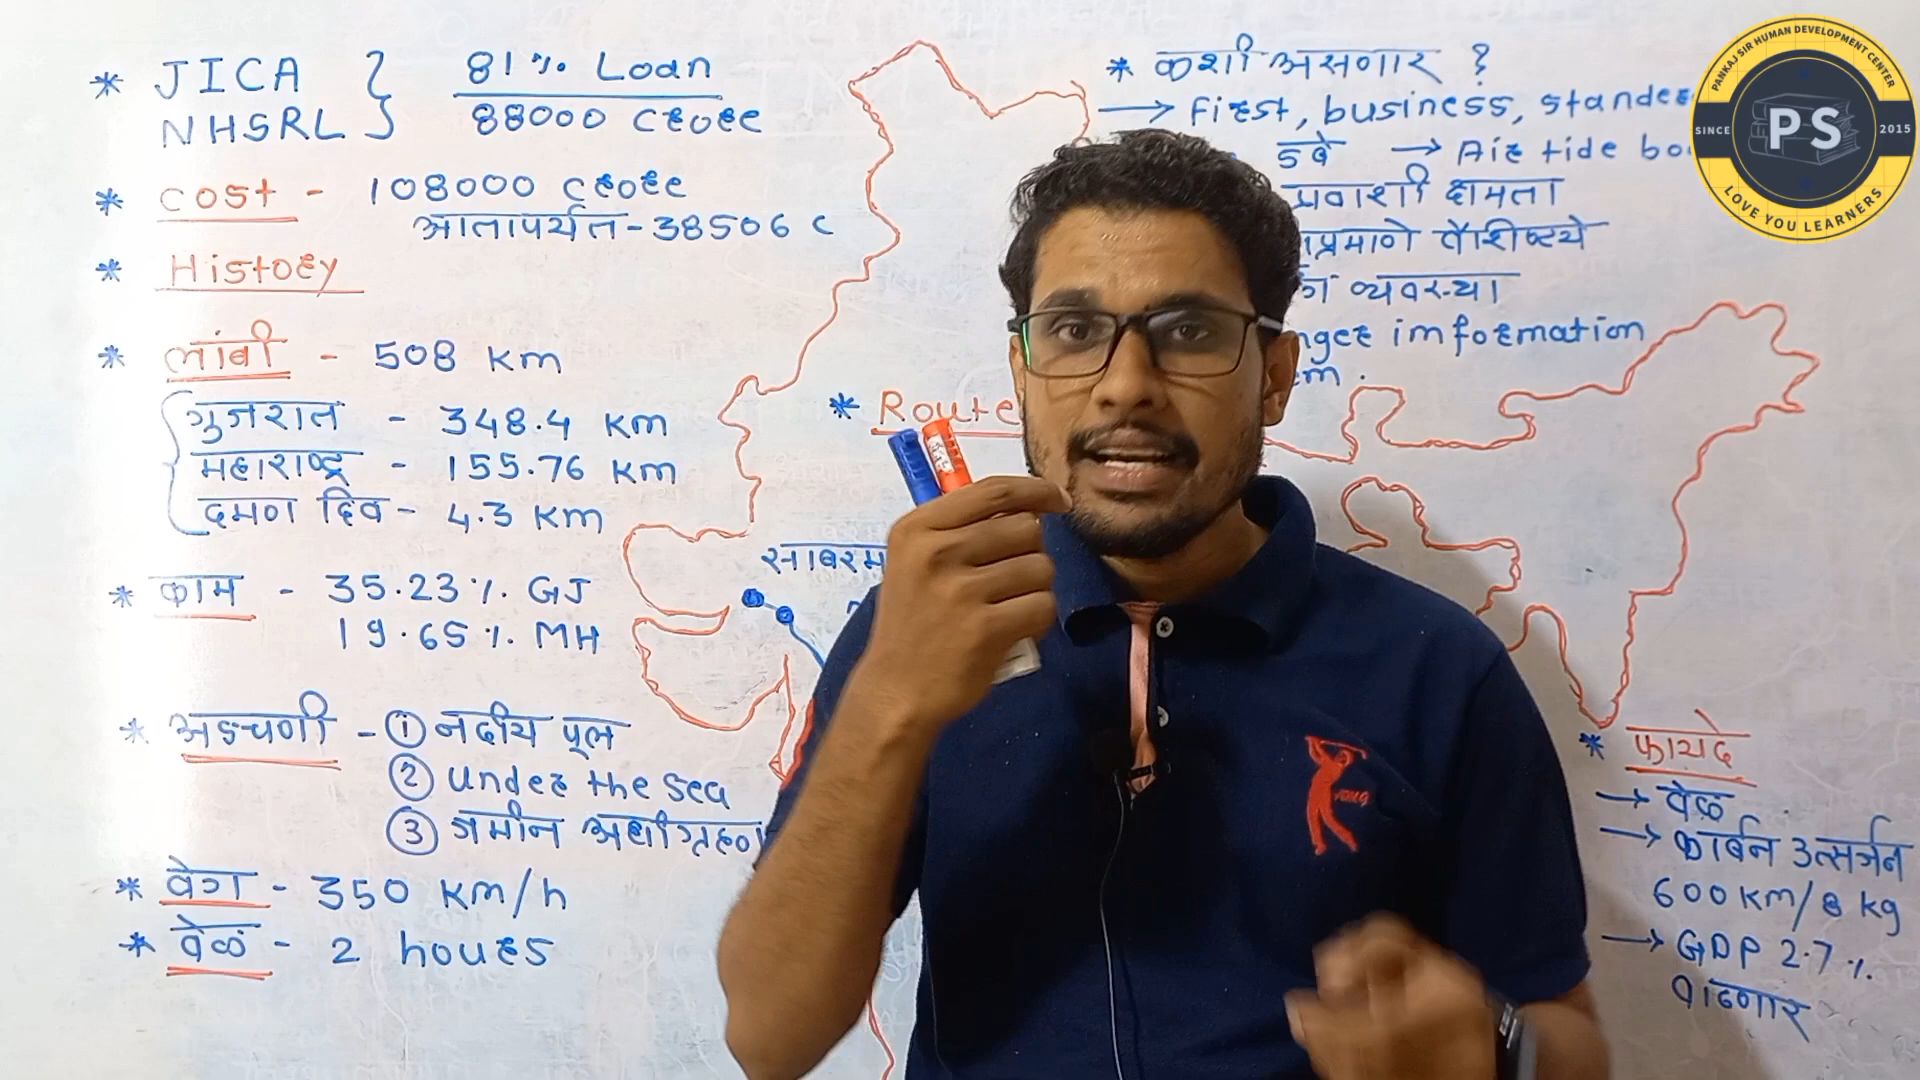 * JICA } 81% Loan
NHSRL 88000 crore
* cost - 108000 crore
आतापर्यंत - 38506 c
* History
* लांबी - 508 km
गुजरात - 348.4 km
महाराष्ट्र - 155.76 km
दमण दिव - 4.3 km
* काम - 35.23 %. GJ
19.65 %. MH
* अडचणी - ① नदीय पूल
② under the sea
③ जमीन अधीग्रहण
* वेग - 350 km/h
* वेळ - 2 hours
* कशी असणार ?
→ first, business, stander
डबे → Air tide bo
प्रवाशी क्षमता
प्रमाणे वैशिष्टये
व्यवस्था
nger information
em.
* Route
साबरम
* फायदे
→ वेळ
→ कार्बन उत्सर्जन
600 km/8 kg
→ GDP 2.7 %.
वाढणार
PANKAJ SIR HUMAN DEVELOPMENT CENTER
SINCE PS 2015
LOVE YOU LEARNERS